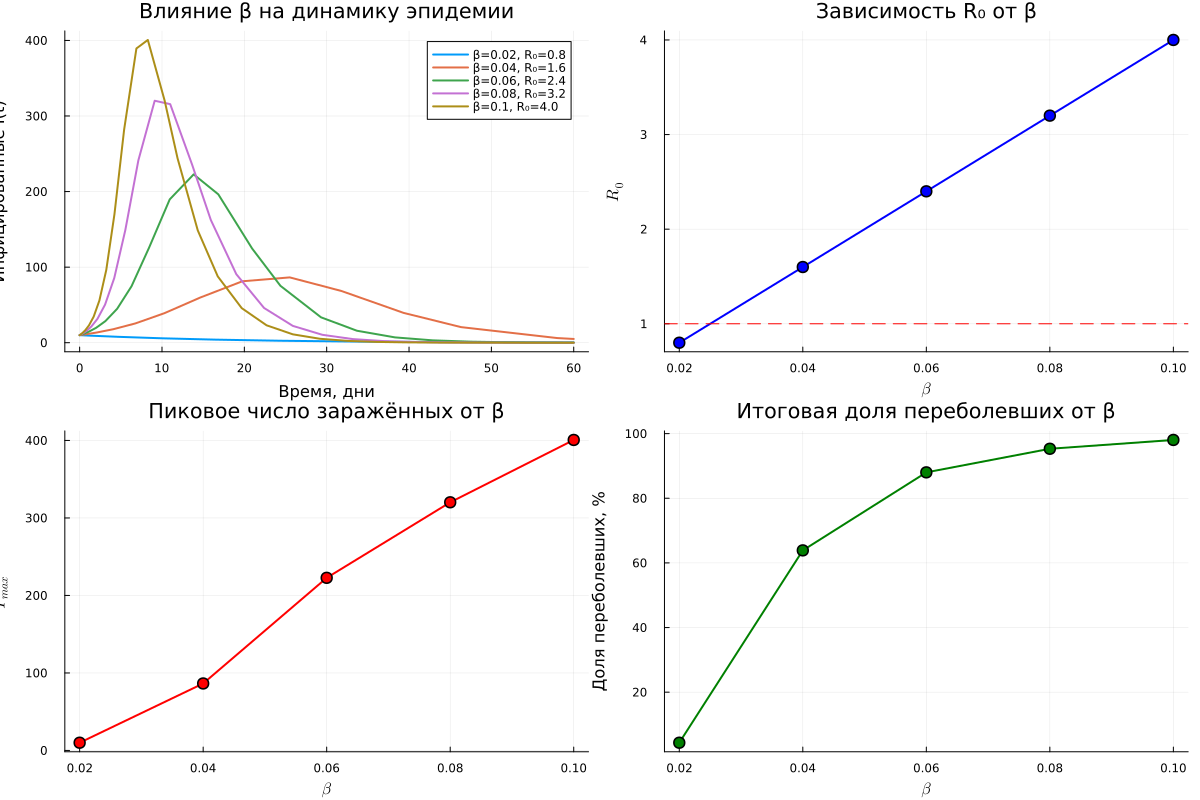 Влияние β на динамику эпидемии
400
300
200
100
0
0 10 20 30 40 50 60
Время, дни
β=0.02, R₀=0.8
β=0.04, R₀=1.6
β=0.06, R₀=2.4
β=0.08, R₀=3.2
β=0.1, R₀=4.0
Зависимость R₀ от β
R₀
4
3
2
1
0.02 0.04 0.06 0.08 0.10
β
Пиковое число заражённых от β
400
300
200
100
0
0.02 0.04 0.06 0.08 0.10
β
Итоговая доля переболевших от β
Доля переболевших, %
100
80
60
40
20
0.02 0.04 0.06 0.08 0.10
β